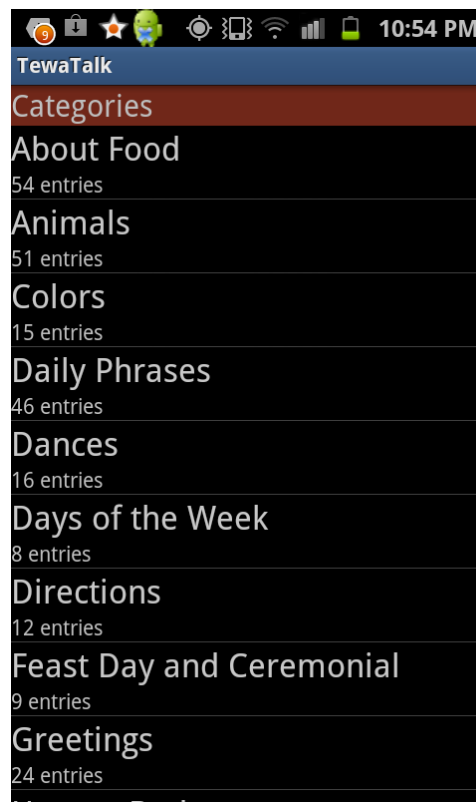 9
10:54 PM
TewaTalk
Categories
About Food
54 entries
Animals
51 entries
Colors
15 entries
Daily Phrases
46 entries
Dances
16 entries
Days of the Week
8 entries
Directions
12 entries
Feast Day and Ceremonial
9 entries
Greetings
24 entries